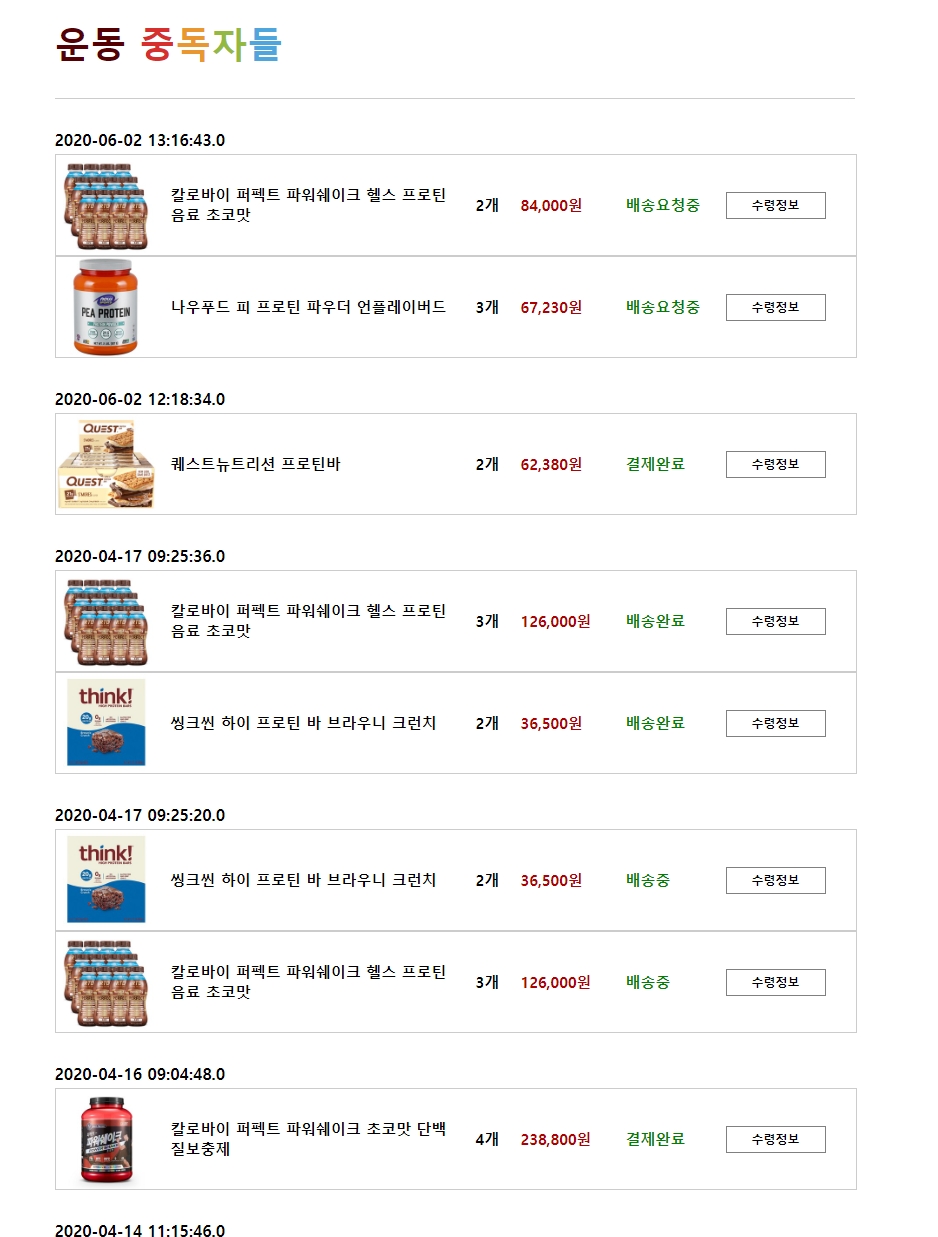 운동 중독자들
2020-06-02 13:16:43.0
칼로바이 퍼펙트 파워쉐이크 헬스 프로틴
음료 초코맛
2개 84,000원 배송요청중 수령정보
PEA PROTEIN
나우푸드 피 프로틴 파우더 언플레이버드 3개 67,230원 배송요청중 수령정보
2020-06-02 12:18:34.0
QUEST
QUEST
퀘스트뉴트리션 프로틴바 2개 62,380원 결제완료 수령정보
2020-04-17 09:25:36.0
칼로바이 퍼펙트 파워쉐이크 헬스 프로틴
음료 초코맛
3개 126,000원 배송완료 수령정보
think!
씽크씬 하이 프로틴 바 브라우니 크런치 2개 36,500원 배송완료 수령정보
2020-04-17 09:25:20.0
think!
씽크씬 하이 프로틴 바 브라우니 크런치 2개 36,500원 배송중 수령정보
칼로바이 퍼펙트 파워쉐이크 헬스 프로틴
음료 초코맛
3개 126,000원 배송중 수령정보
2020-04-16 09:04:48.0
파워쉐이크
칼로바이 퍼펙트 파워쉐이크 초코맛 단백
질보충제
4개 238,800원 결제완료 수령정보
2020-04-14 11:15:46.0